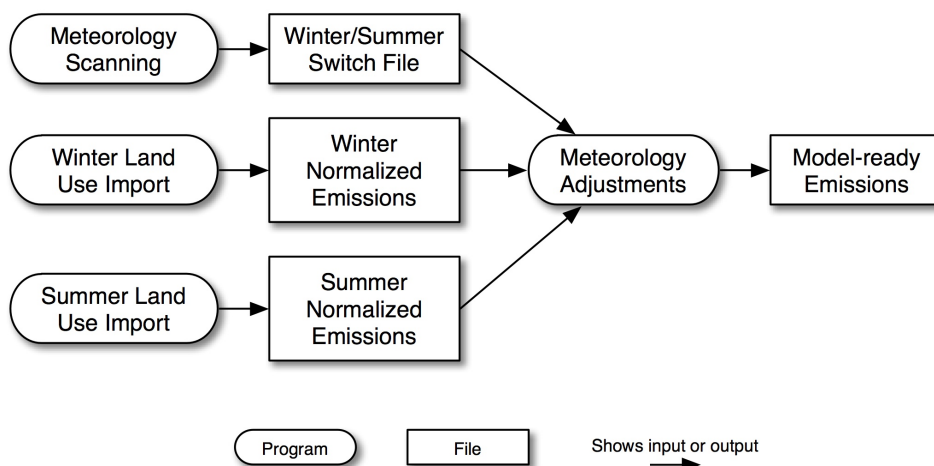 Meteorology
Scanning
Winter/Summer
Switch File
Winter Land
Use Import
Winter
Normalized
Emissions
Meteorology
Adjustments
Model-ready
Emissions
Summer Land
Use Import
Summer
Normalized
Emissions
Program
File
Shows input or output